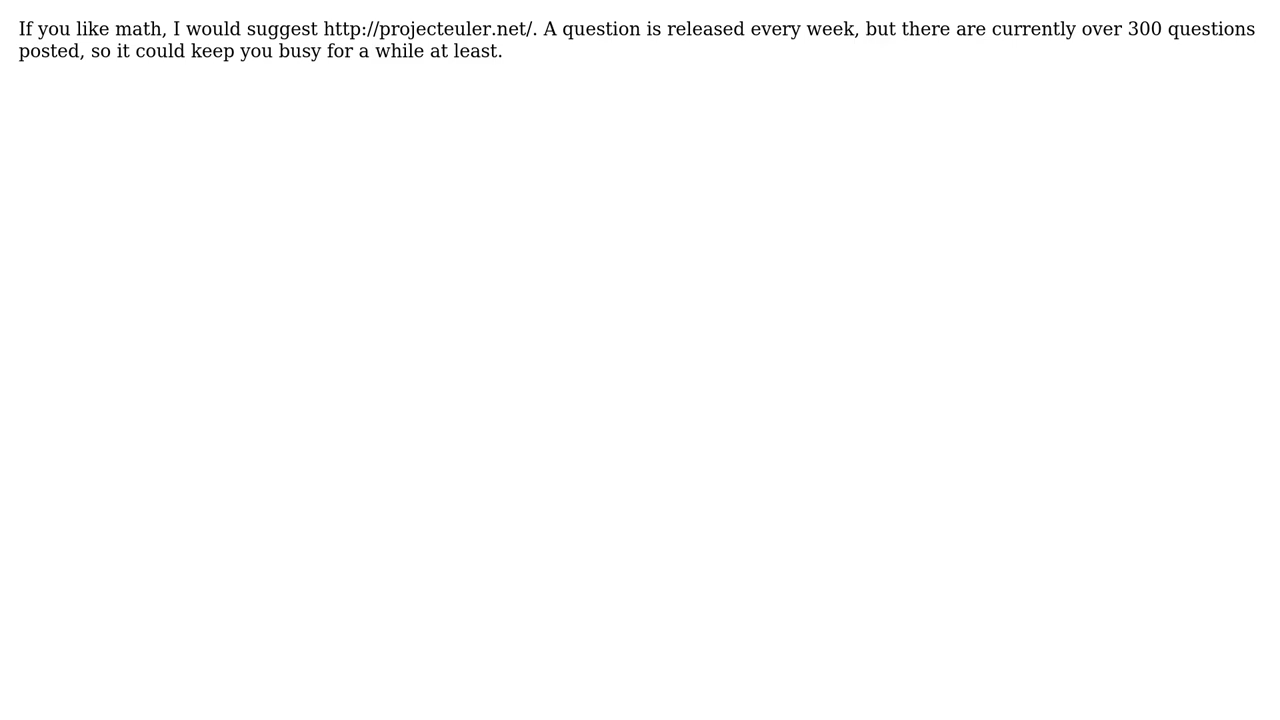 If you like math, I would suggest http://projecteuler.net/. A question is released every week, but there are currently over 300 questions
posted, so it could keep you busy for a while at least.